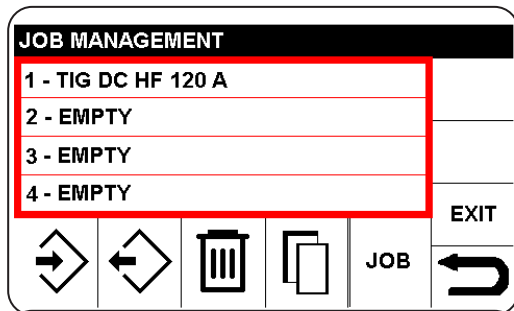 JOB MANAGEMENT
1 - TIG DC HF 120 A
2 - EMPTY
3 - EMPTY
4 - EMPTY
EXIT
JOB